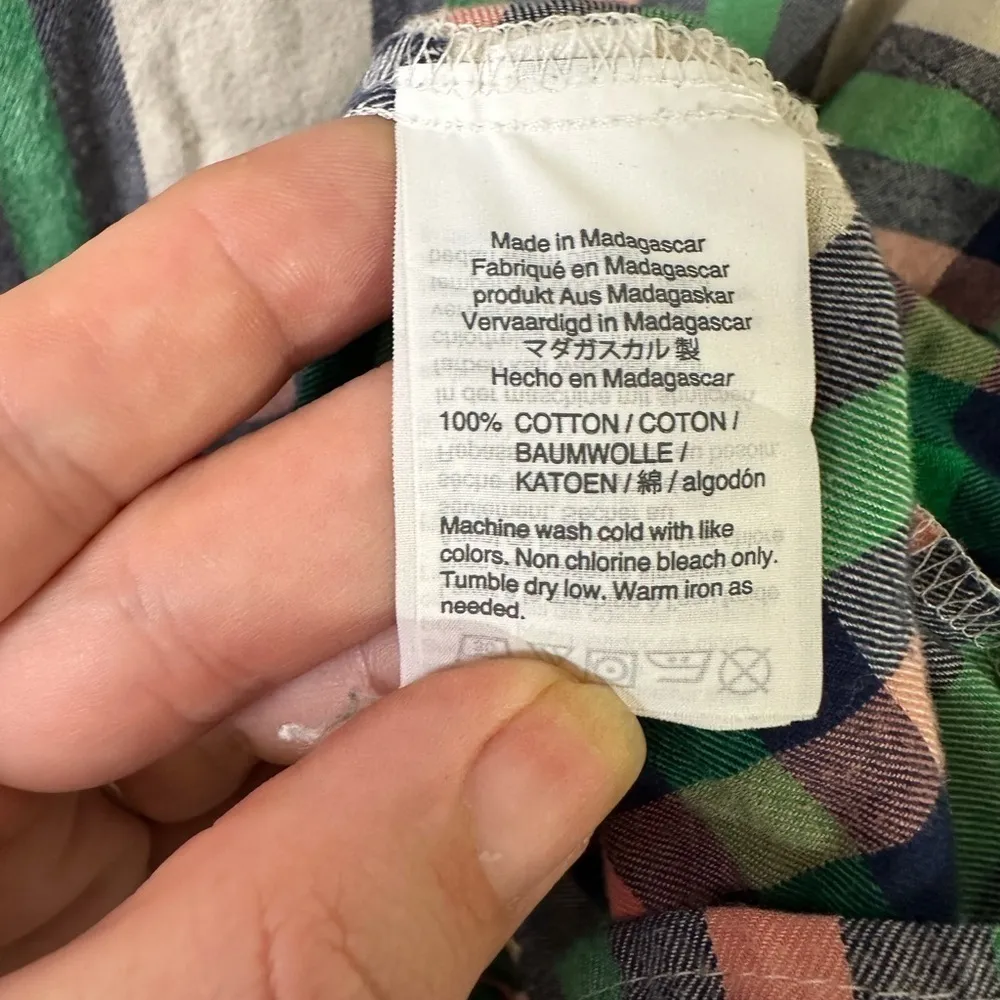 Made in Madagascar
Fabriqué en Madagascar
produkt Aus Madagaskar
Vervaardigd in Madagascar
マダガスカル 製
Hecho en Madagascar
100% COTTON / COTON /
BAUMWOLLE /
KATOEN / 綿 / algodón
Machine wash cold with like
colors. Non chlorine bleach only.
Tumble dry low. Warm iron as
needed.